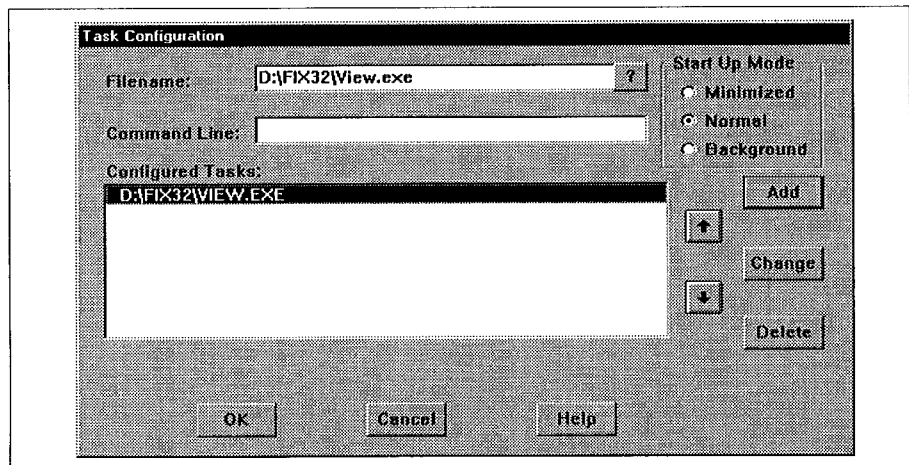 Task Configuration
Filename:
D:\FIX32\View.exe
?
Start Up Mode
Minimized
Normal
Background
Command Line:
Configured Tasks:
D:\FIX32\VIEW.EXE
Add
Change
Delete
OK
Cancel
Help